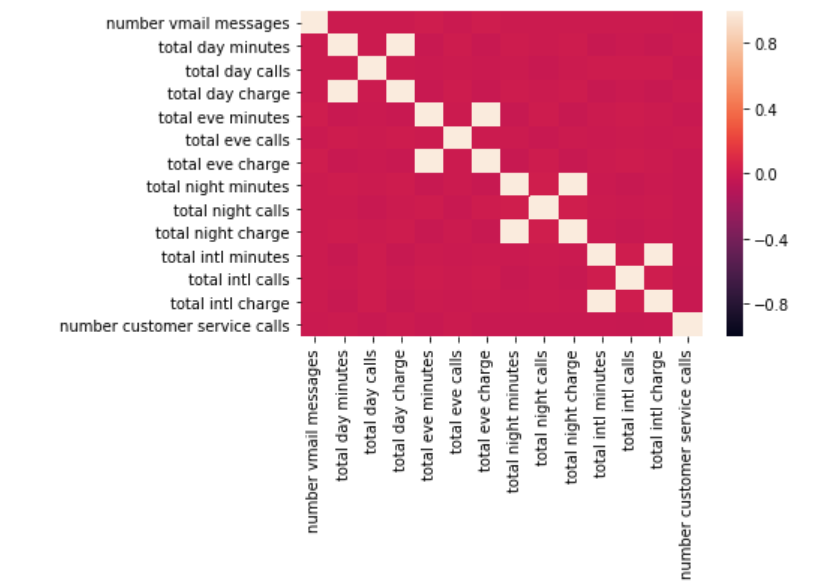 number vmail messages
total day minutes
total day calls
total day charge
total eve minutes
total eve calls
total eve charge
total night minutes
total night calls
total night charge
total intl minutes
total intl calls
total intl charge
number customer service calls
0.8
0.4
0.0
−0.4
−0.8
number vmail messages
total day minutes
total day calls
total day charge
total eve minutes
total eve calls
total eve charge
total night minutes
total night calls
total night charge
total intl minutes
total intl calls
total intl charge
number customer service calls